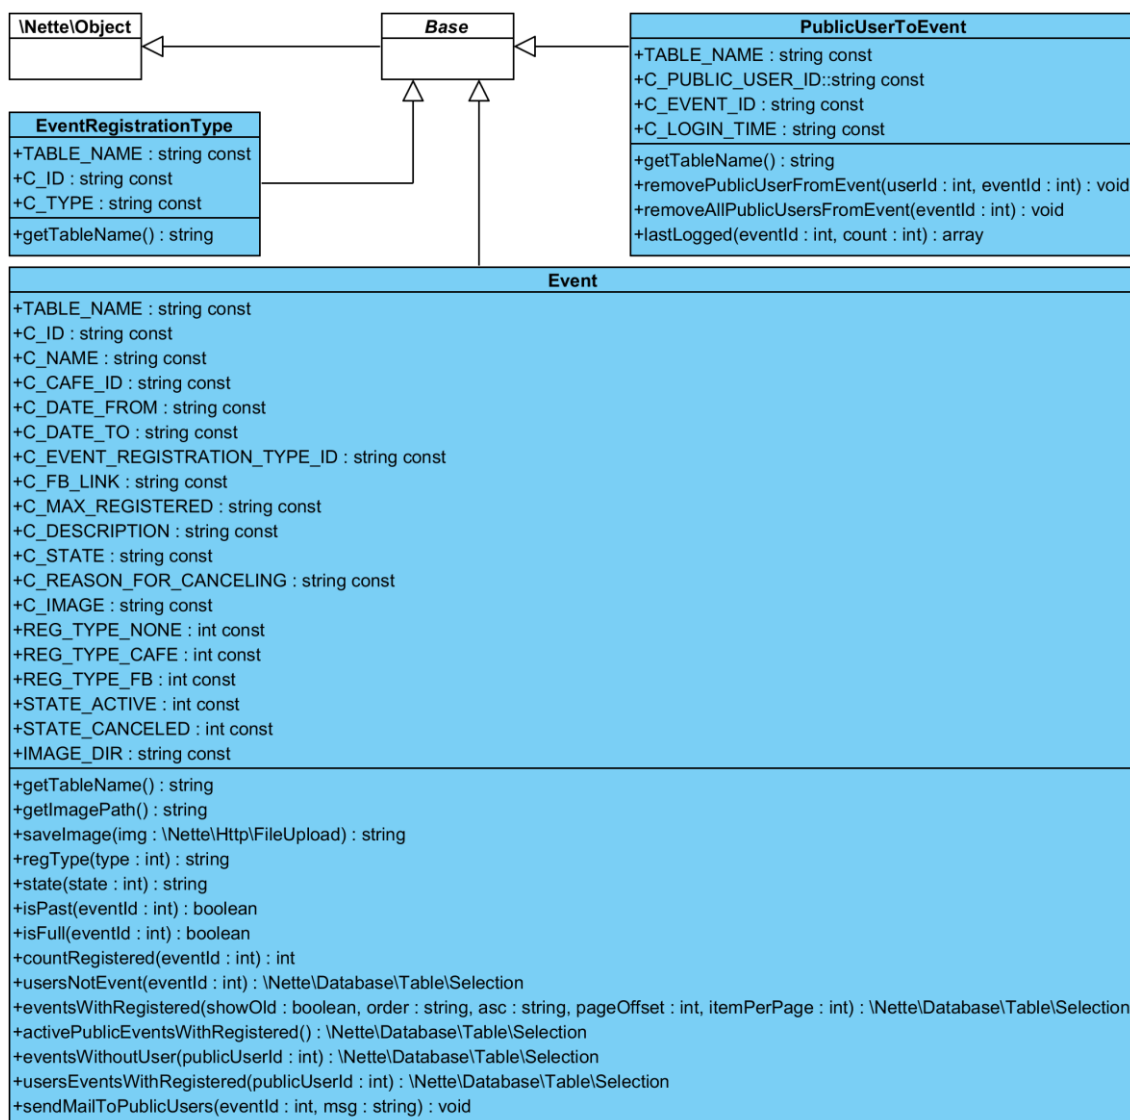 \Nette\Object
Base
PublicUserToEvent
+TABLE_NAME : string const
+C_PUBLIC_USER_ID::string const
+C_EVENT_ID : string const
+C_LOGIN_TIME : string const
+getTableName() : string
+removePublicUserFromEvent(userId : int, eventId : int) : void
+removeAllPublicUsersFromEvent(eventId : int) : void
+lastLogged(eventId : int, count : int) : array
EventRegistrationType
+TABLE_NAME : string const
+C_ID : string const
+C_TYPE : string const
+getTableName() : string
Event
+TABLE_NAME : string const
+C_ID : string const
+C_NAME : string const
+C_CAFE_ID : string const
+C_DATE_FROM : string const
+C_DATE_TO : string const
+C_EVENT_REGISTRATION_TYPE_ID : string const
+C_FB_LINK : string const
+C_MAX_REGISTERED : string const
+C_DESCRIPTION : string const
+C_STATE : string const
+C_REASON_FOR_CANCELING : string const
+C_IMAGE : string const
+REG_TYPE_NONE : int const
+REG_TYPE_CAFE : int const
+REG_TYPE_FB : int const
+STATE_ACTIVE : int const
+STATE_CANCELED : int const
+IMAGE_DIR : string const
+getTableName() : string
+getImagePath() : string
+saveImage(img : \Nette\Http\FileUpload) : string
+regType(type : int) : string
+state(state : int) : string
+isPast(eventId : int) : boolean
+isFull(eventId : int) : boolean
+countRegistered(eventId : int) : int
+usersNotEvent(eventId : int) : \Nette\Database\Table\Selection
+eventsWithRegistered(showOld : boolean, order : string, asc : string, pageOffset : int, itemPerPage : int) : \Nette\Database\Table\Selection
+activePublicEventsWithRegistered() : \Nette\Database\Table\Selection
+eventsWithoutUser(publicUserId : int) : \Nette\Database\Table\Selection
+usersEventsWithRegistered(publicUserId : int) : \Nette\Database\Table\Selection
+sendMailToPublicUsers(eventId : int, msg : string) : void